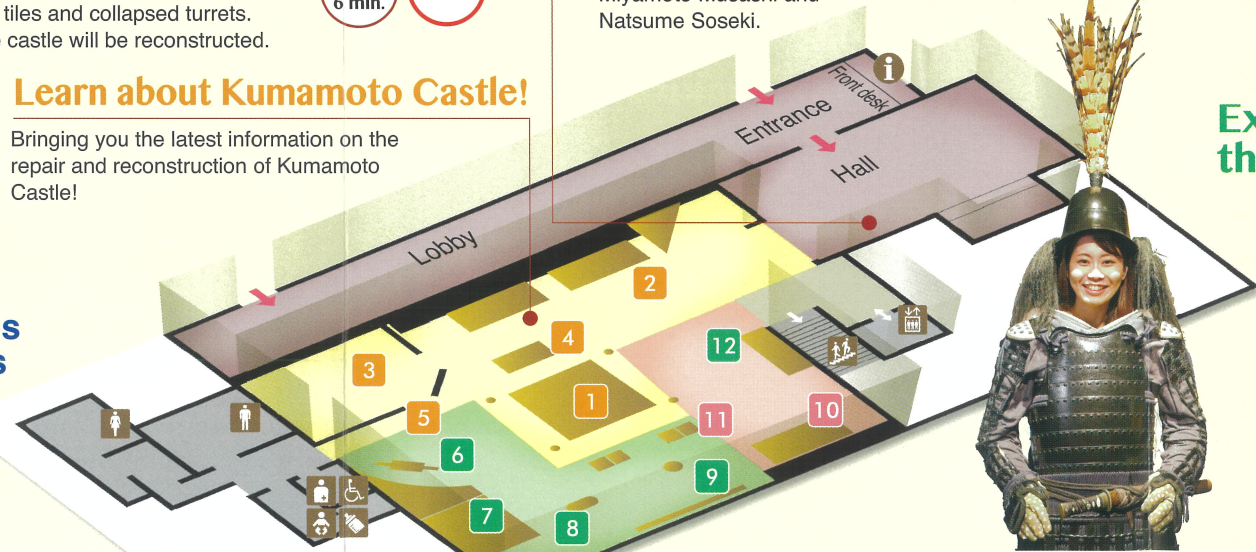 tiles and collapsed turrets.
castle will be reconstructed.
6 min.
Natsume Soseki.
Learn about Kumamoto Castle!
Bringing you the latest information on the
repair and reconstruction of Kumamoto
Castle!
i
Front desk
Entrance
Hall
Lobby
2
4
3
12
1
5
11
10
6
9
7
8
Ex
th
s
s